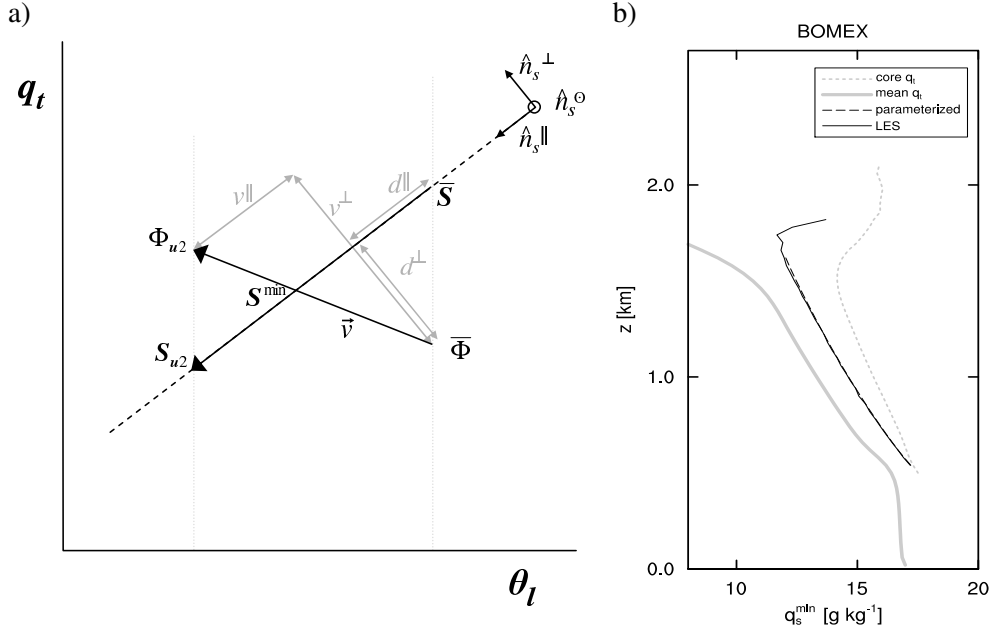 a)
q_t
n̂_s^⊥
n̂_s^⊙
n̂_s^∥
S̅
d^∥
v^∥
v^⊥
Φ_u2
d^⊥
S^min
v⃗
Φ̅
S_u2
θ_l
b)
BOMEX
core q_t
mean q_t
parameterized
LES
2.0
z [km]
1.0
0.0
10 15 20
q_s^min [g kg^-1]